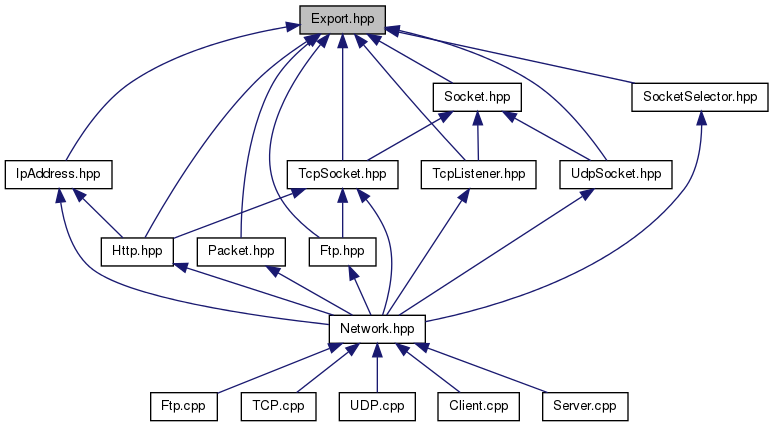 Export.hpp
Socket.hpp
SocketSelector.hpp
IpAddress.hpp
TcpSocket.hpp
TcpListener.hpp
UdpSocket.hpp
Http.hpp
Packet.hpp
Ftp.hpp
Network.hpp
Ftp.cpp
TCP.cpp
UDP.cpp
Client.cpp
Server.cpp